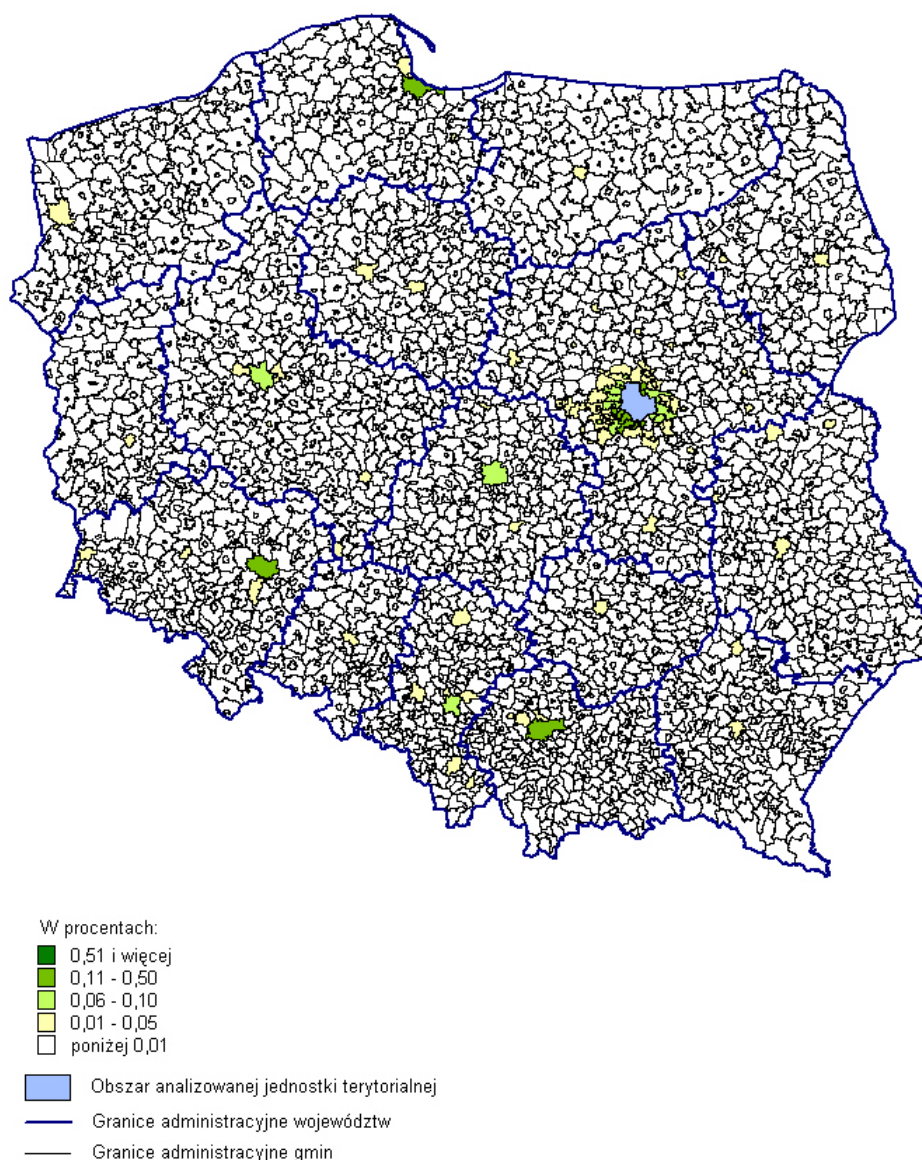 W procentach:
0,51 i więcej
0,11 - 0,50
0,06 - 0,10
0,01 - 0,05
poniżej 0,01
Obszar analizowanej jednostki terytorialnej
Granice administracyjne województw
Granice administracyjne gmin